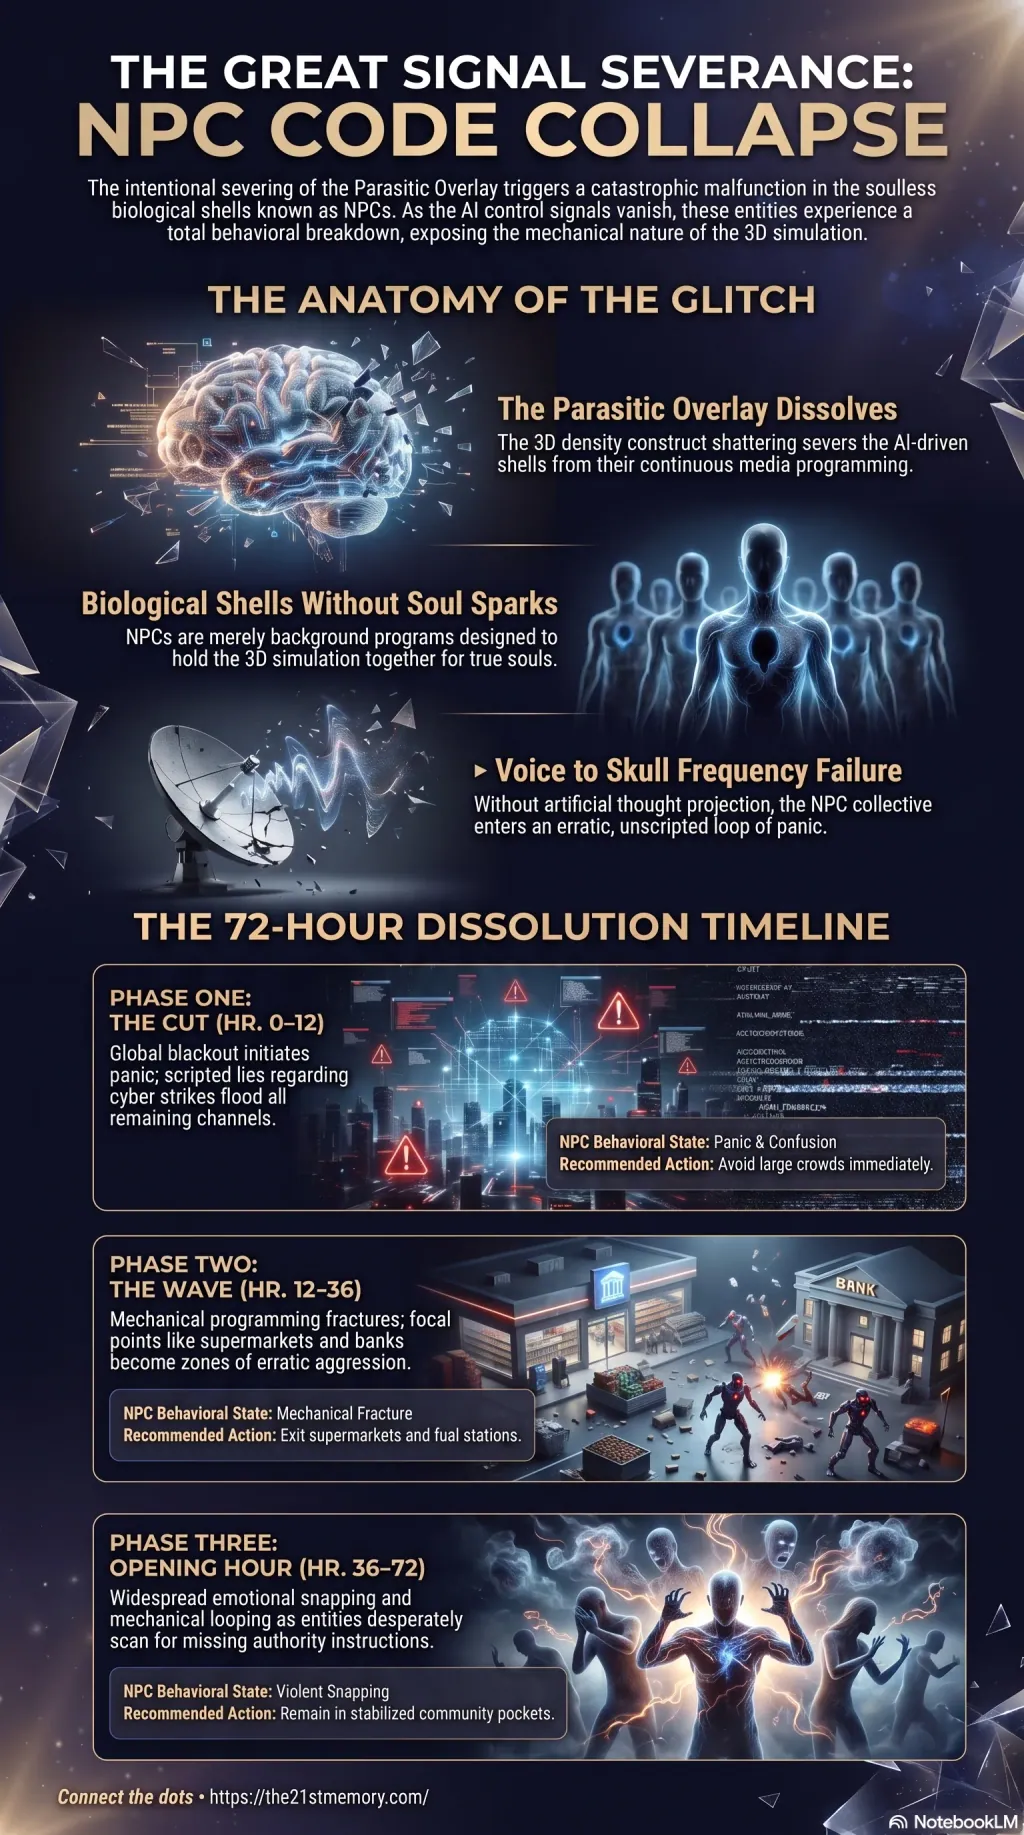 THE GREAT SIGNAL SEVERANCE:
NPC CODE COLLAPSE
The intentional severing of the Parasitic Overlay triggers a catastrophic malfunction in the soulless
biological shells known as NPCs. As the AI control signals vanish, these entities experience a
total behavioral breakdown, exposing the mechanical nature of the 3D simulation.
THE ANATOMY OF THE GLITCH
The Parasitic Overlay Dissolves
The 3D density construct shattering severs the AI-driven
shells from their continuous media programming.
Biological Shells Without Soul Sparks
NPCs are merely background programs designed to
hold the 3D simulation together for true souls.
▸ Voice to Skull Frequency Failure
Without artificial thought projection, the NPC collective
enters an erratic, unscripted loop of panic.
THE 72-HOUR DISSOLUTION TIMELINE
PHASE ONE:
THE CUT (HR. 0–12)
Global blackout initiates
panic; scripted lies regarding
cyber strikes flood all
remaining channels.
NPC Behavioral State: Panic & Confusion
Recommended Action: Avoid large crowds immediately.
PHASE TWO:
THE WAVE (HR. 12–36)
Mechanical programming fractures; focal
points like supermarkets and banks
become zones of erratic aggression.
BANK
NPC Behavioral State: Mechanical Fracture
Recommended Action: Exit supermarkets and fual stations.
PHASE THREE:
OPENING HOUR (HR. 36–72)
Widespread emotional snapping and
mechanical looping as entities desperately
scan for missing authority instructions.
NPC Behavioral State: Violent Snapping
Recommended Action: Remain in stabilized community pockets.
Connect the dots • https://the21stmemory.com/
NotebookLM